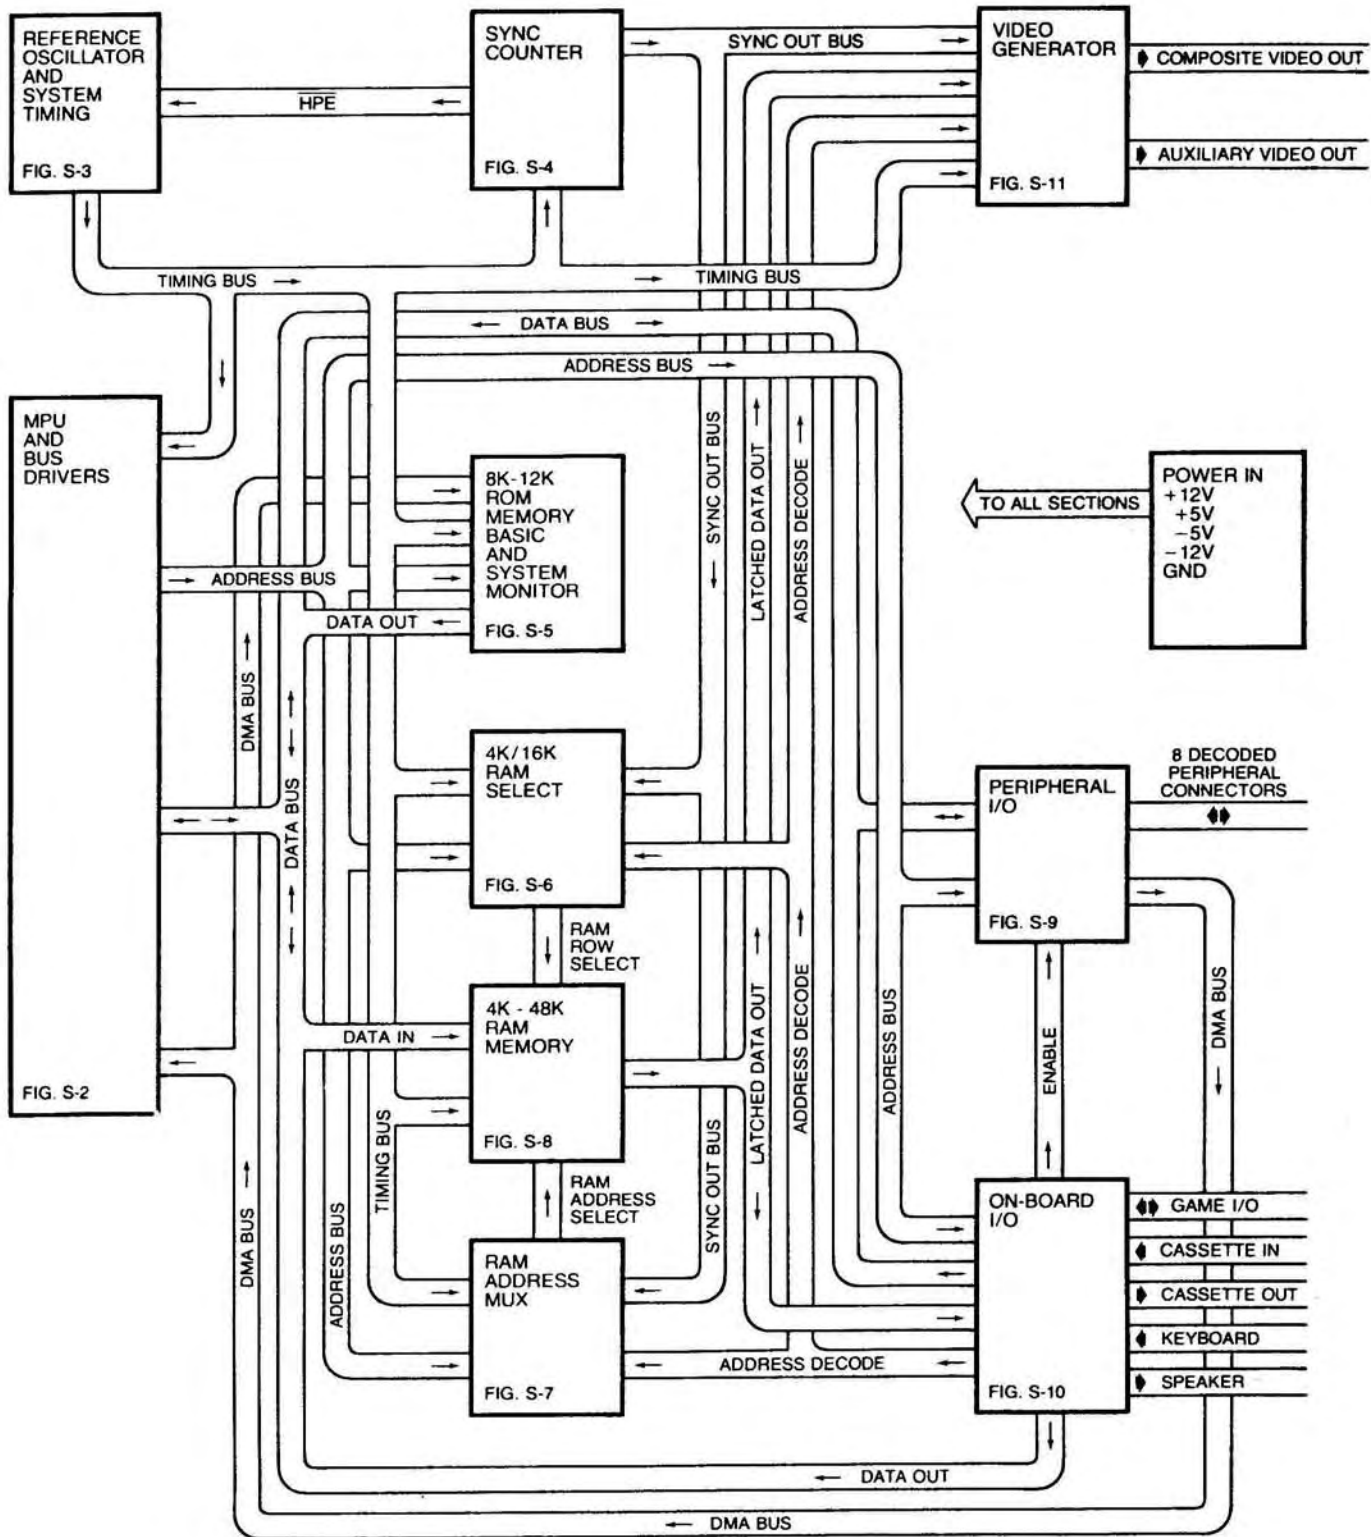 REFERENCE
OSCILLATOR
AND
SYSTEM
TIMING
FIG. S-3
HPE
SYNC
COUNTER
FIG. S-4
SYNC OUT BUS
VIDEO
GENERATOR
FIG. S-11
COMPOSITE VIDEO OUT
AUXILIARY VIDEO OUT
TIMING BUS
TIMING BUS
DATA BUS
ADDRESS BUS
MPU
AND
BUS
DRIVERS
FIG. S-2
8K-12K
ROM
MEMORY
BASIC
AND
SYSTEM
MONITOR
FIG. S-5
ADDRESS BUS
DATA OUT
SYNC OUT BUS
LATCHED DATA OUT
ADDRESS DECODE
TO ALL SECTIONS
POWER IN
+12V
+5V
−5V
−12V
GND
DMA BUS
DATA BUS
4K/16K
RAM
SELECT
FIG. S-6
PERIPHERAL
I/O
FIG. S-9
8 DECODED
PERIPHERAL
CONNECTORS
RAM
ROW
SELECT
4K - 48K
RAM
MEMORY
FIG. S-8
DATA IN
LATCHED DATA OUT
ADDRESS DECODE
ADDRESS BUS
ENABLE
DMA BUS
TIMING BUS
RAM
ADDRESS
SELECT
SYNC OUT BUS
DMA BUS
ADDRESS BUS
RAM
ADDRESS
MUX
FIG. S-7
ADDRESS DECODE
ON-BOARD
I/O
FIG. S-10
GAME I/O
CASSETTE IN
CASSETTE OUT
KEYBOARD
SPEAKER
DATA OUT
DMA BUS